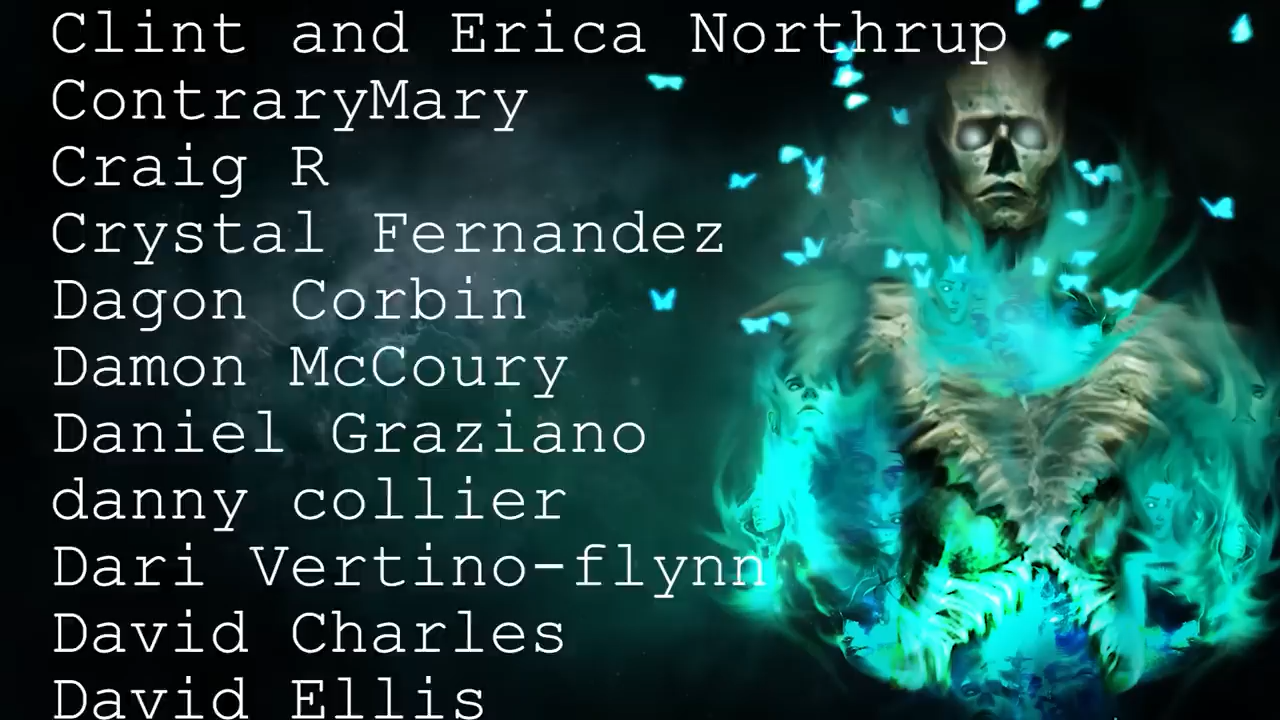 Clint and Erica Northrup
ContraryMary
Craig R
Crystal Fernandez
Dagon Corbin
Damon McCoury
Daniel Graziano
danny collier
Dari Vertino-flynn
David Charles
David Ellis